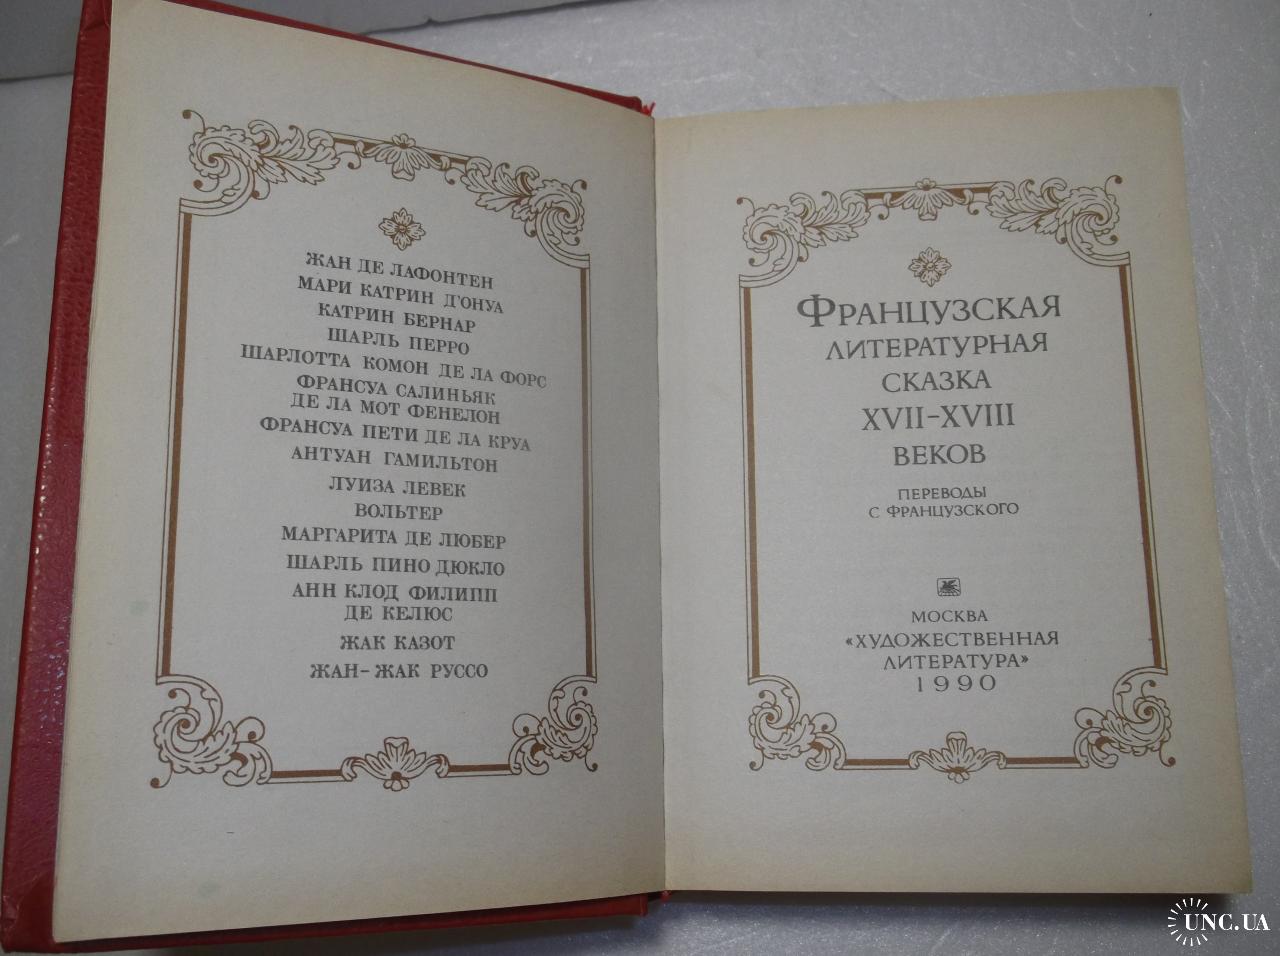 ЖАН ДЕ ЛАФОНТЕН
МАРИ КАТРИН Д'ОНУА
КАТРИН БЕРНАР
ШАРЛЬ ПЕРРО
ШАРЛОТТА КОМОН ДЕ ЛА ФОРС
ФРАНСУА САЛИНЬЯК
ДЕ ЛА МОТ ФЕНЕЛОН
ФРАНСУА ПЕТИ ДЕ ЛА КРУА
АНТУАН ГАМИЛЬТОН
ЛУИЗА ЛЕВЕК
ВОЛЬТЕР
МАРГАРИТА ДЕ ЛЮБЕР
ШАРЛЬ ПИНО ДЮКЛО
АНН КЛОД ФИЛИПП
ДЕ КЕЛЮС
ЖАК КАЗОТ
ЖАН-ЖАК РУССО
ФРАНЦУЗСКАЯ
ЛИТЕРАТУРНАЯ
СКАЗКА
XVII-XVIII
ВЕКОВ
ПЕРЕВОДЫ
С ФРАНЦУЗСКОГО
МОСКВА
«ХУДОЖЕСТВЕННАЯ
ЛИТЕРАТУРА»
1990
UNC.UA